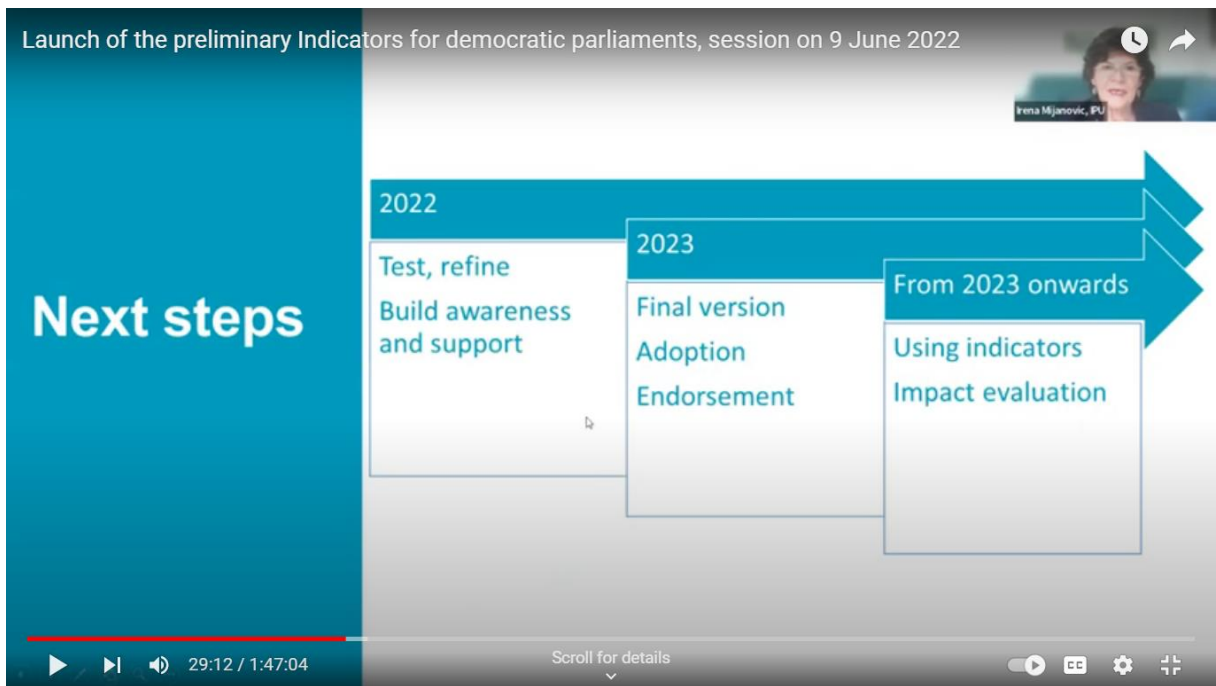 Launch of the preliminary Indicators for democratic parliaments, session on 9 June 2022
Irena Mijanovic, IPU
Next steps
2022
Test, refine
Build awareness
and support
2023
Final version
Adoption
Endorsement
From 2023 onwards
Using indicators
Impact evaluation
29:12 / 1:47:04
Scroll for details
CC